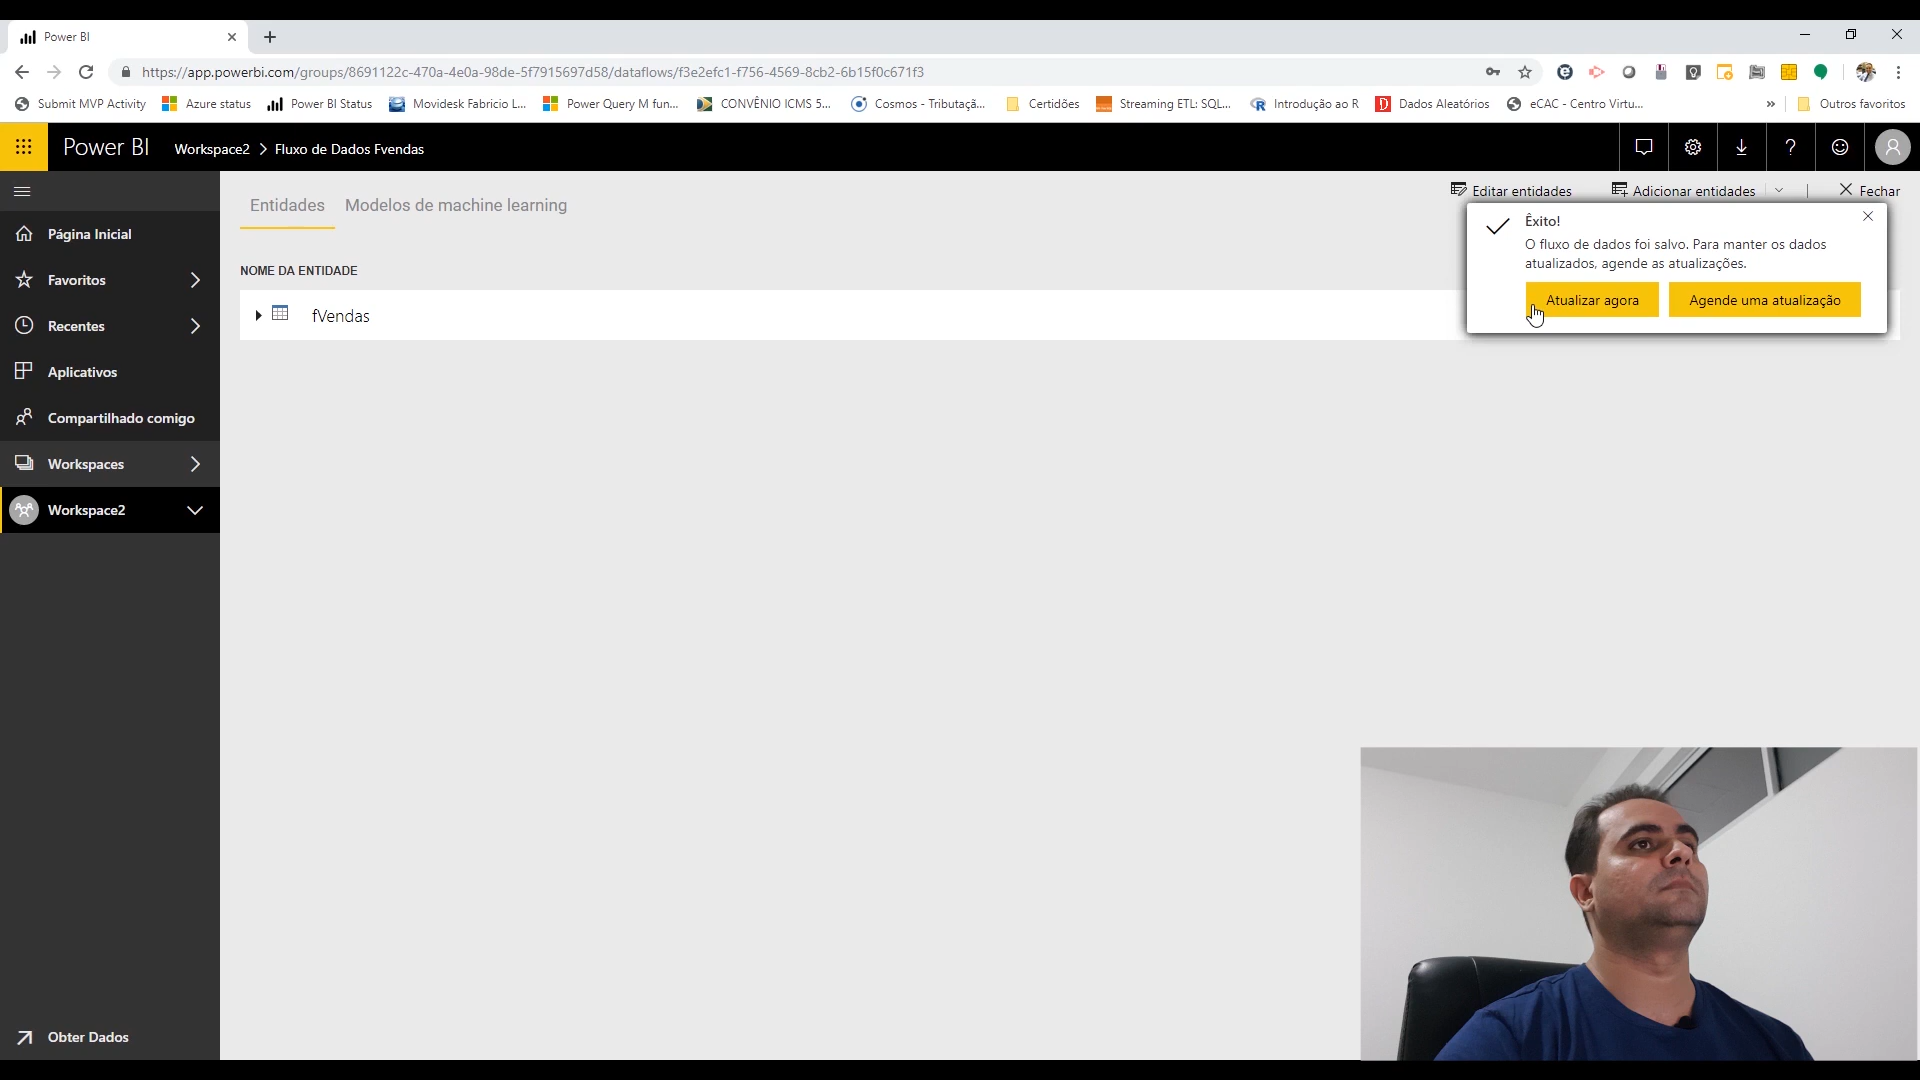 Power BI
https://app.powerbi.com/groups/8691122c-470a-4e0a-98de-5f7915697d58/dataflows/f3e2efc1-f756-4569-8cb2-6b15f0c671f3
Submit MVP Activity Azure status Power BI Status Movidesk Fabricio L... Power Query M fun... CONVÊNIO ICMS 5... Cosmos - Tributaçã... Certidões Streaming ETL: SQL... Introdução ao R Dados Aleatórios eCAC - Centro Virtu... » Outros favoritos
Power BI Workspace2 > Fluxo de Dados Fvendas
Editar entidades Adicionar entidades | Fechar
Entidades Modelos de machine learning
Êxito!
O fluxo de dados foi salvo. Para manter os dados
atualizados, agende as atualizações.
Atualizar agora Agende uma atualização
NOME DA ENTIDADE
fVendas
Página Inicial
Favoritos
Recentes
Aplicativos
Compartilhado comigo
Workspaces
Workspace2
Obter Dados